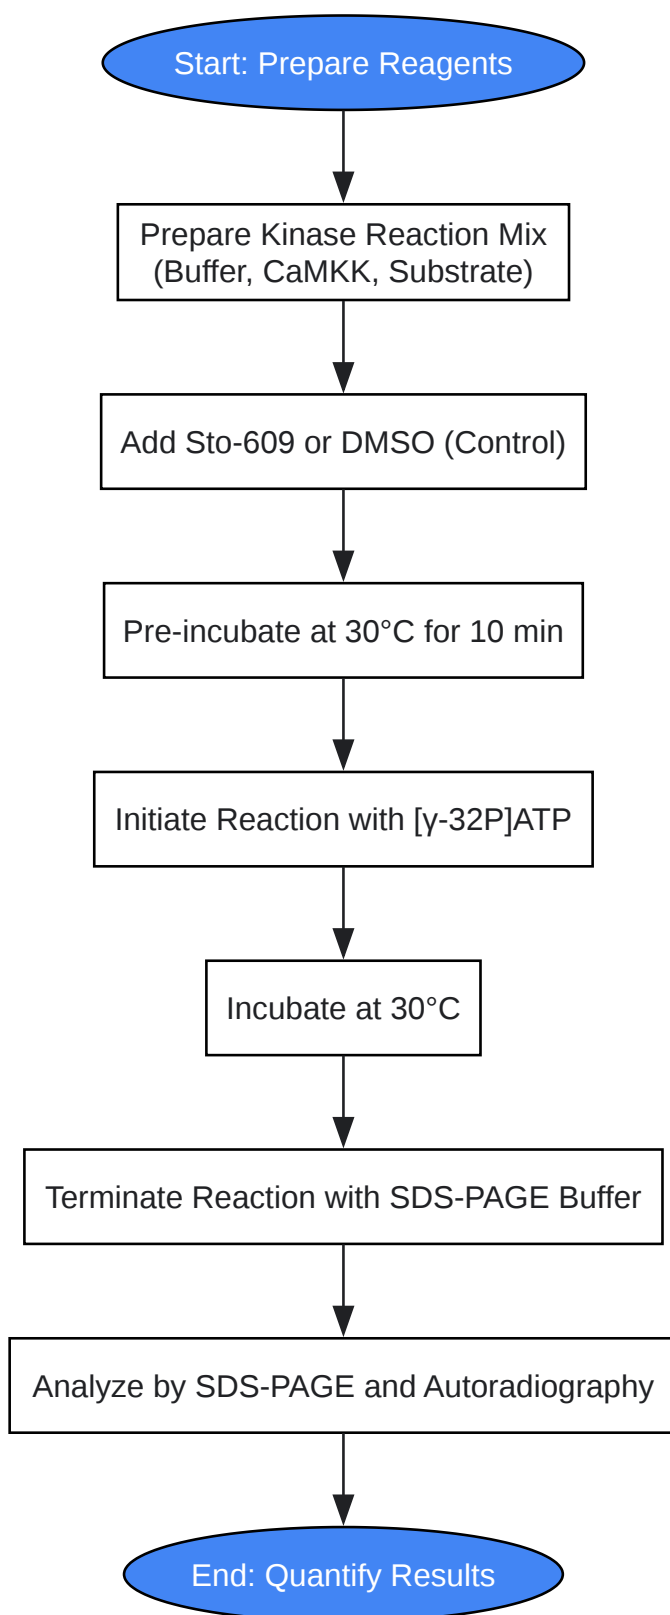 Start: Prepare Reagents
Prepare Kinase Reaction Mix
(Buffer, CaMKK, Substrate)
Add Sto-609 or DMSO (Control)
Pre-incubate at 30°C for 10 min
Initiate Reaction with [γ-32P]ATP
Incubate at 30°C
Terminate Reaction with SDS-PAGE Buffer
Analyze by SDS-PAGE and Autoradiography
End: Quantify Results